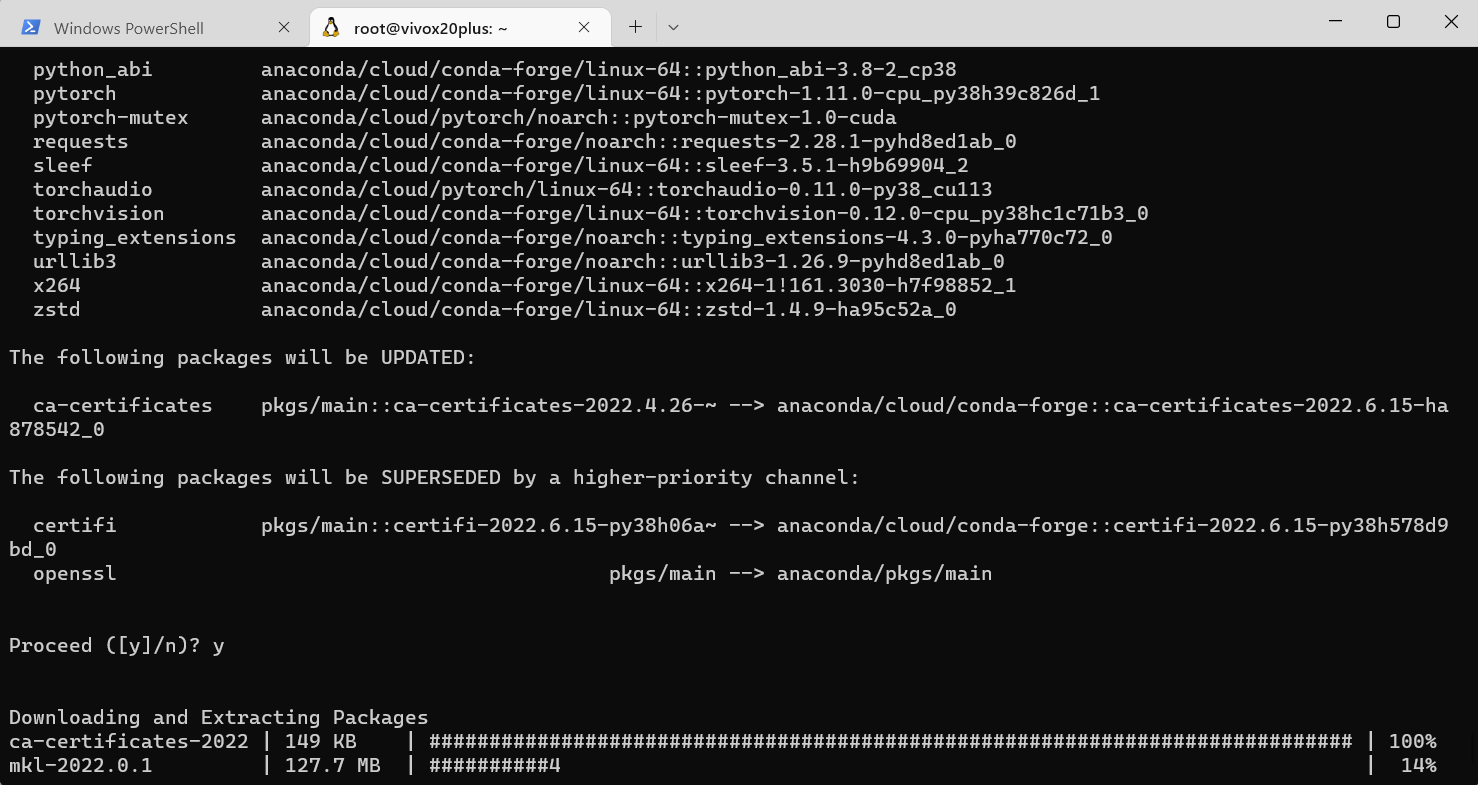 Windows PowerShell root@vivox20plus: ~
python_abi anaconda/cloud/conda-forge/linux-64::python_abi-3.8-2_cp38
pytorch anaconda/cloud/conda-forge/linux-64::pytorch-1.11.0-cpu_py38h39c826d_1
pytorch-mutex anaconda/cloud/pytorch/noarch::pytorch-mutex-1.0-cuda
requests anaconda/cloud/conda-forge/noarch::requests-2.28.1-pyhd8ed1ab_0
sleef anaconda/cloud/conda-forge/linux-64::sleef-3.5.1-h9b69904_2
torchaudio anaconda/cloud/pytorch/linux-64::torchaudio-0.11.0-py38_cu113
torchvision anaconda/cloud/conda-forge/linux-64::torchvision-0.12.0-cpu_py38hc1c71b3_0
typing_extensions anaconda/cloud/conda-forge/noarch::typing_extensions-4.3.0-pyha770c72_0
urllib3 anaconda/cloud/conda-forge/noarch::urllib3-1.26.9-pyhd8ed1ab_0
x264 anaconda/cloud/conda-forge/linux-64::x264-1!161.3030-h7f98852_1
zstd anaconda/cloud/conda-forge/linux-64::zstd-1.4.9-ha95c52a_0
The following packages will be UPDATED:
ca-certificates pkgs/main::ca-certificates-2022.4.26-~ --> anaconda/cloud/conda-forge::ca-certificates-2022.6.15-ha
878542_0
The following packages will be SUPERSEDED by a higher-priority channel:
certifi pkgs/main::certifi-2022.6.15-py38h06a~ --> anaconda/cloud/conda-forge::certifi-2022.6.15-py38h578d9
bd_0
openssl pkgs/main --> anaconda/pkgs/main
Proceed ([y]/n)? y
Downloading and Extracting Packages
ca-certificates-2022 | 149 KB | ############################################################################# | 100%
mkl-2022.0.1 | 127.7 MB | ##########4 | 14%